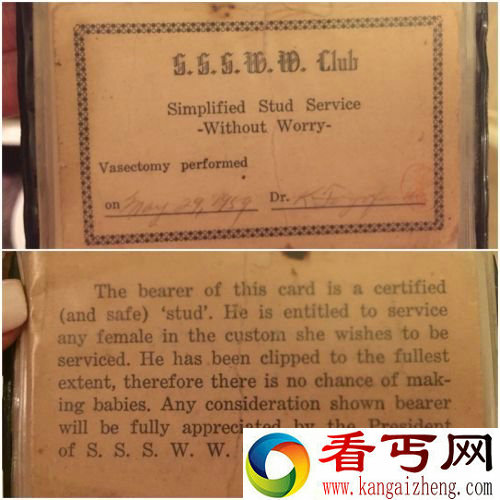 S.S.S.W.W. Club
Simplified Stud Service
-Without Worry-
Vasectomy performed
on May 29, 1959 Dr.
The bearer of this card is a certified
(and safe) 'stud'. He is entitled to service
any female in the custom she wishes to be
serviced. He has been clipped to the fullest
extent, therefore there is no chance of mak-
ing babies. Any consideration shown bearer
will be fully appreciated by the President
of S. S. S. W. W.
看丐网
www.kangaizheng.com